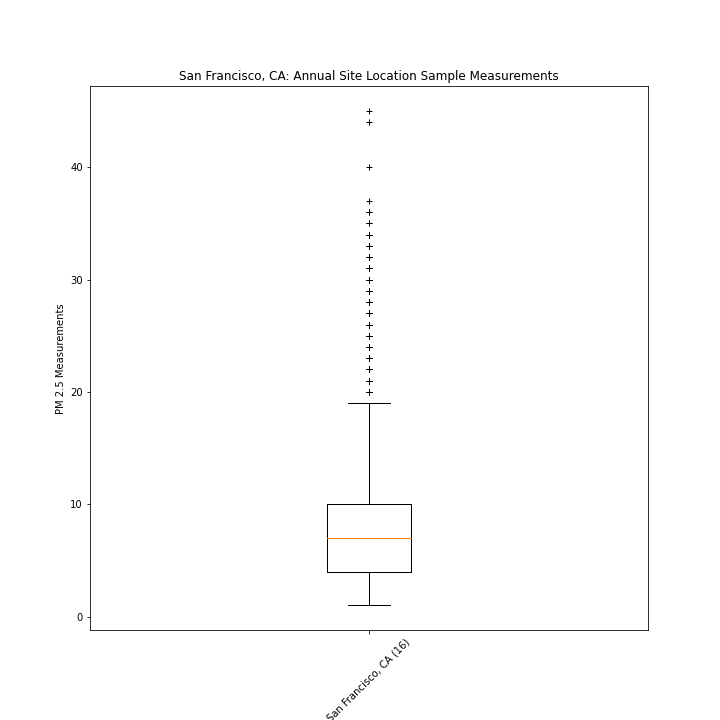 San Francisco, CA: Annual Site Location Sample Measurements
40
30
20
10
0
PM 2.5 Measurements
San Francisco, CA (16)